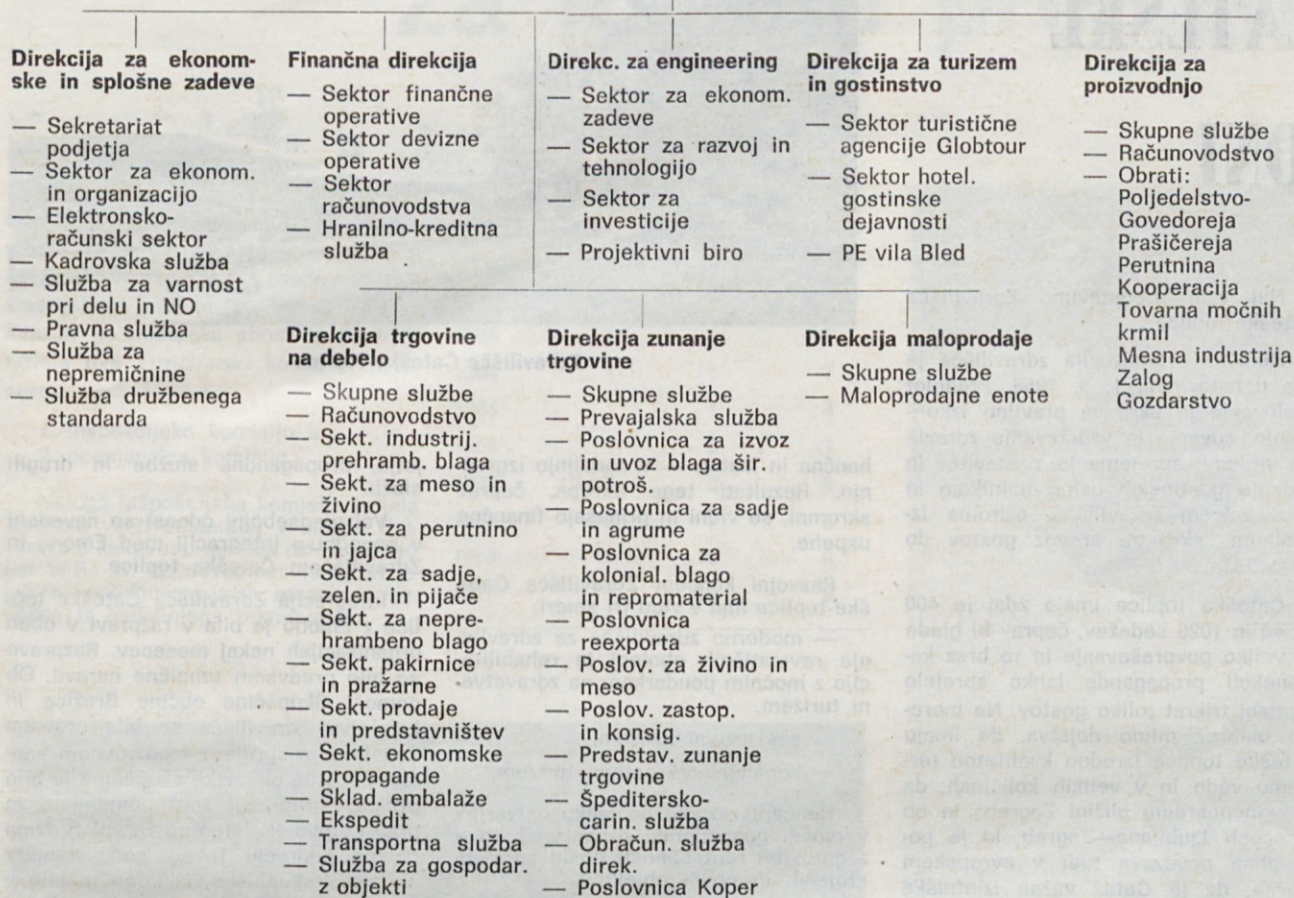 Direkcija za ekonom-
ske in splošne zadeve
— Sekretariat
podjetja
— Sektor za ekonom.
in organizacijo
— Elektronsko-
računski sektor
— Kadrovska služba
— Služba za varnost
pri delu in NO
— Pravna služba
— Služba za
nepremičnine
— Služba družbenega
standarda
Finančna direkcija
— Sektor finančne
operative
— Sektor devizne
operative
— Sektor
računovodstva
— Hranilno-kreditna
služba
Direkc. za engineering
— Sektor za ekonom.
zadeve
— Sektor za razvoj in
tehnologijo
— Sektor za
investicije
— Projektivni biro
Direkcija za turizem
in gostinstvo
— Sektor turistične
agencije Globtour
— Sektor hotel.
gostinske
dejavnosti
— PE vila Bled
Direkcija za
proizvodnjo
— Skupne službe
— Računovodstvo
— Obrati:
Poljedelstvo-
Govedoreja
Prašičereja
Perutnina
Kooperacija
Tovarna močnih
krmil
Mesna industrija
Zalog
Gozdarstvo
Direkcija trgovine
na debelo
— Skupne službe
— Računovodstvo
— Sekt. industrij.
prehramb. blaga
— Sekt. za meso in
živino
— Sekt. za perutnino
in jajca
— Sekt. za sadje,
zelen. in pijače
— Sekt. za nepre-
hrambeno blago
— Sekt. pakirnice
in pražarne
— Sekt. prodaje
in predstavništev
— Sekt. ekonomske
propagande
— Sklad. embalaže
— Ekspedit
— Transportna služba
— Služba za gospodar.
z objekti
Direkcija zunanje
trgovine
— Skupne službe
— Prevajalska služba
— Poslovnica za izvoz
in uvoz blaga šir.
potroš.
— Poslovnica za sadje
in agrume
— Poslovnica za
kolonial. blago
in repromaterial
— Poslovnica
reexport
— Poslov. za živino in
meso
— Poslov. zastop.
in konsig.
— Predstav. zunanje
trgovine
— Špeditersko-
carin. služba
— Obračun. služba
direk.
— Poslovnica Koper
Direkcija maloprodaje
— Skupne službe
— Maloprodajne enote